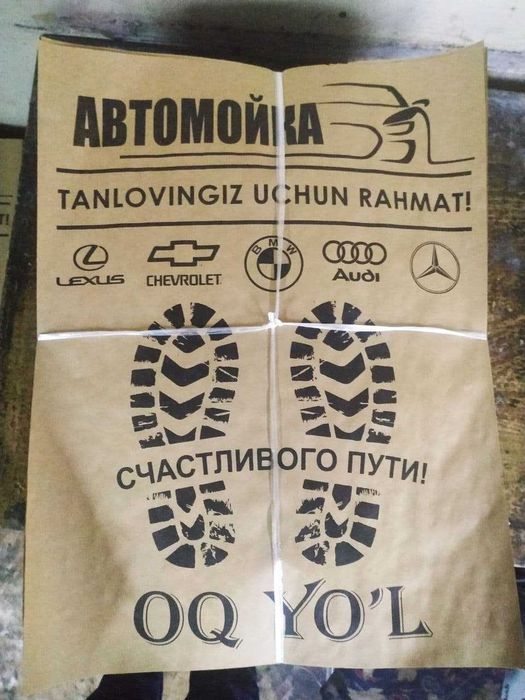 АВТОМОЙКА
TANLOVINGIZ UCHUN RAHMAT!
LEXUS CHEVROLET BMW Audi
СЧАСТЛИВОГО ПУТИ!
OQ YO'L